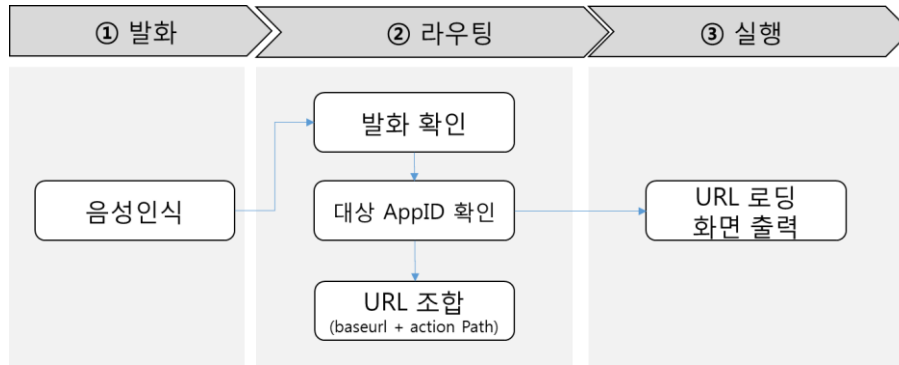 ① 발화
② 라우팅
③ 실행
음성인식
발화 확인
대상 AppID 확인
URL 조합
(baseurl + action Path)
URL 로딩
화면 출력